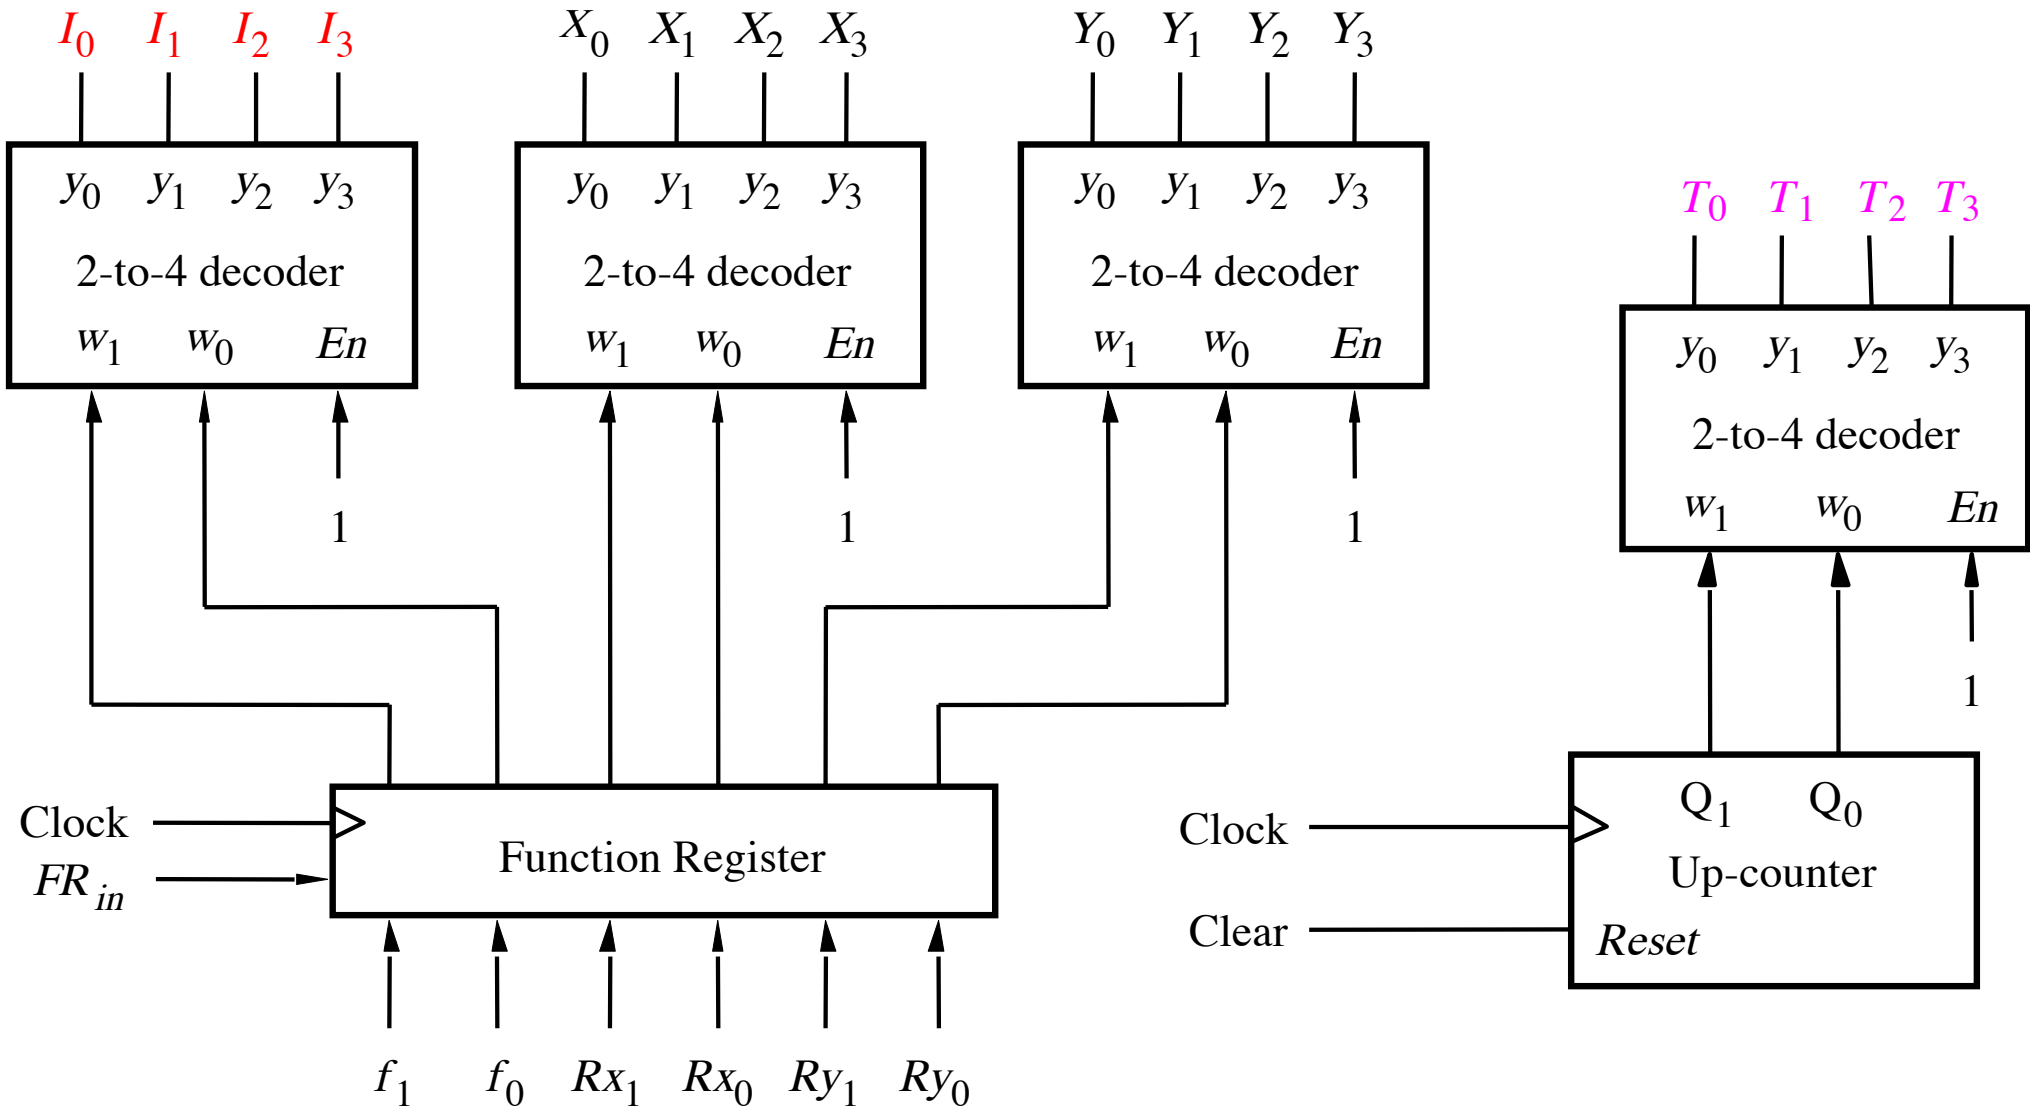 I0 I1 I2 I3 X0 X1 X2 X3 Y0 Y1 Y2 Y3
T0 T1 T2 T3
y0 y1 y2 y3 y0 y1 y2 y3 y0 y1 y2 y3
2-to-4 decoder 2-to-4 decoder 2-to-4 decoder
w1 w0 En w1 w0 En w1 w0 En
y0 y1 y2 y3
2-to-4 decoder
w1 w0 En
1 1 1
1
Clock
FR in
Function Register
Clock
Clear
Q1 Q0
Up-counter
Reset
f1 f0 Rx1 Rx0 Ry1 Ry0